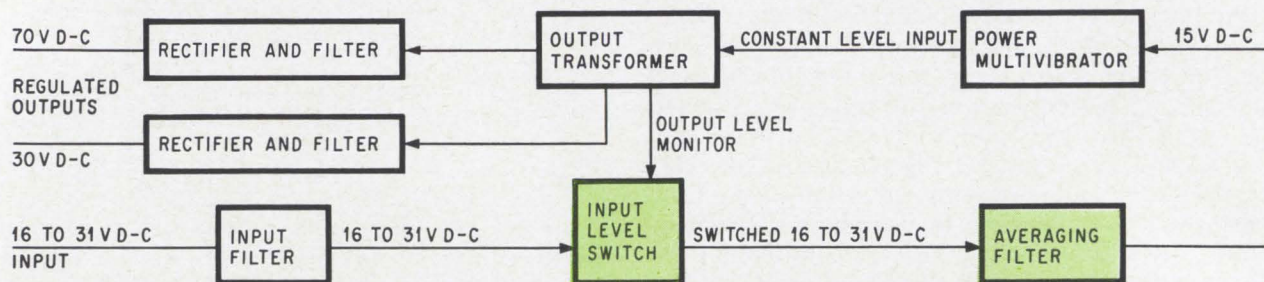 70 V D-C
RECTIFIER AND FILTER
OUTPUT
TRANSFORMER
CONSTANT LEVEL INPUT
POWER
MULTIVIBRATOR
15 V D-C
REGULATED
OUTPUTS
30 V D-C
RECTIFIER AND FILTER
OUTPUT LEVEL
MONITOR
16 TO 31 V D-C
INPUT
INPUT
FILTER
16 TO 31 V D-C
INPUT
LEVEL
SWITCH
SWITCHED 16 TO 31 V D-C
AVERAGING
FILTER